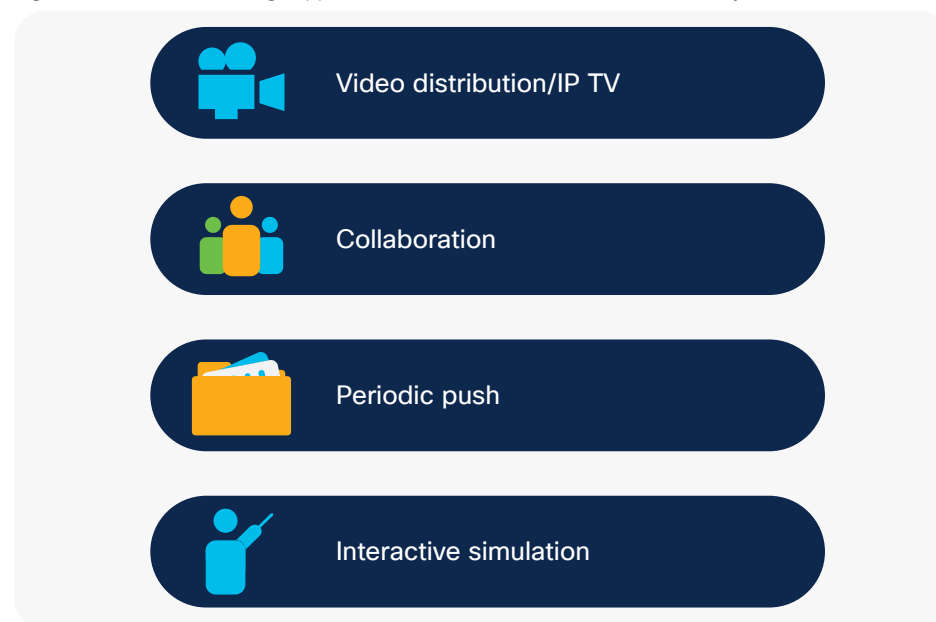 Video distribution/IP TV
Collaboration
Periodic push
Interactive simulation